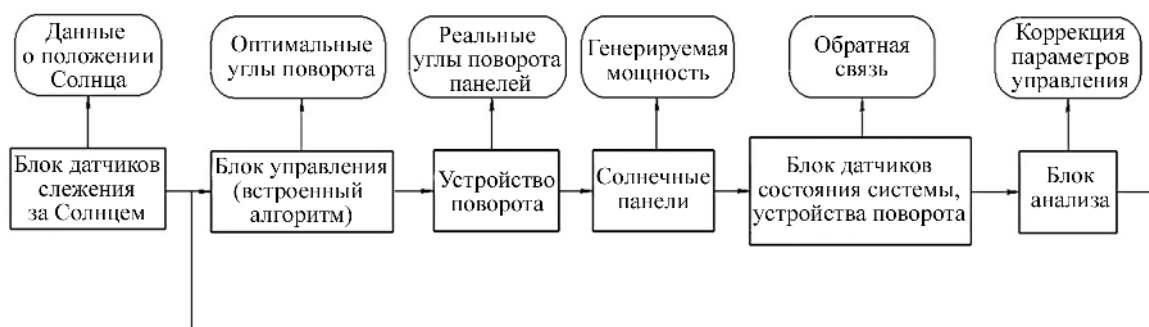 Данные
о положении
Солнца
Оптимальные
углы поворота
Реальные
углы поворота
панелей
Генерируемая
мощность
Обратная
связь
Коррекция
параметров
управления
Блок датчиков
слежения
за Солнцем
Блок управления
(встроенный
алгоритм)
Устройство
поворота
Солнечные
панели
Блок датчиков
состояния системы,
устройства поворота
Блок
анализа